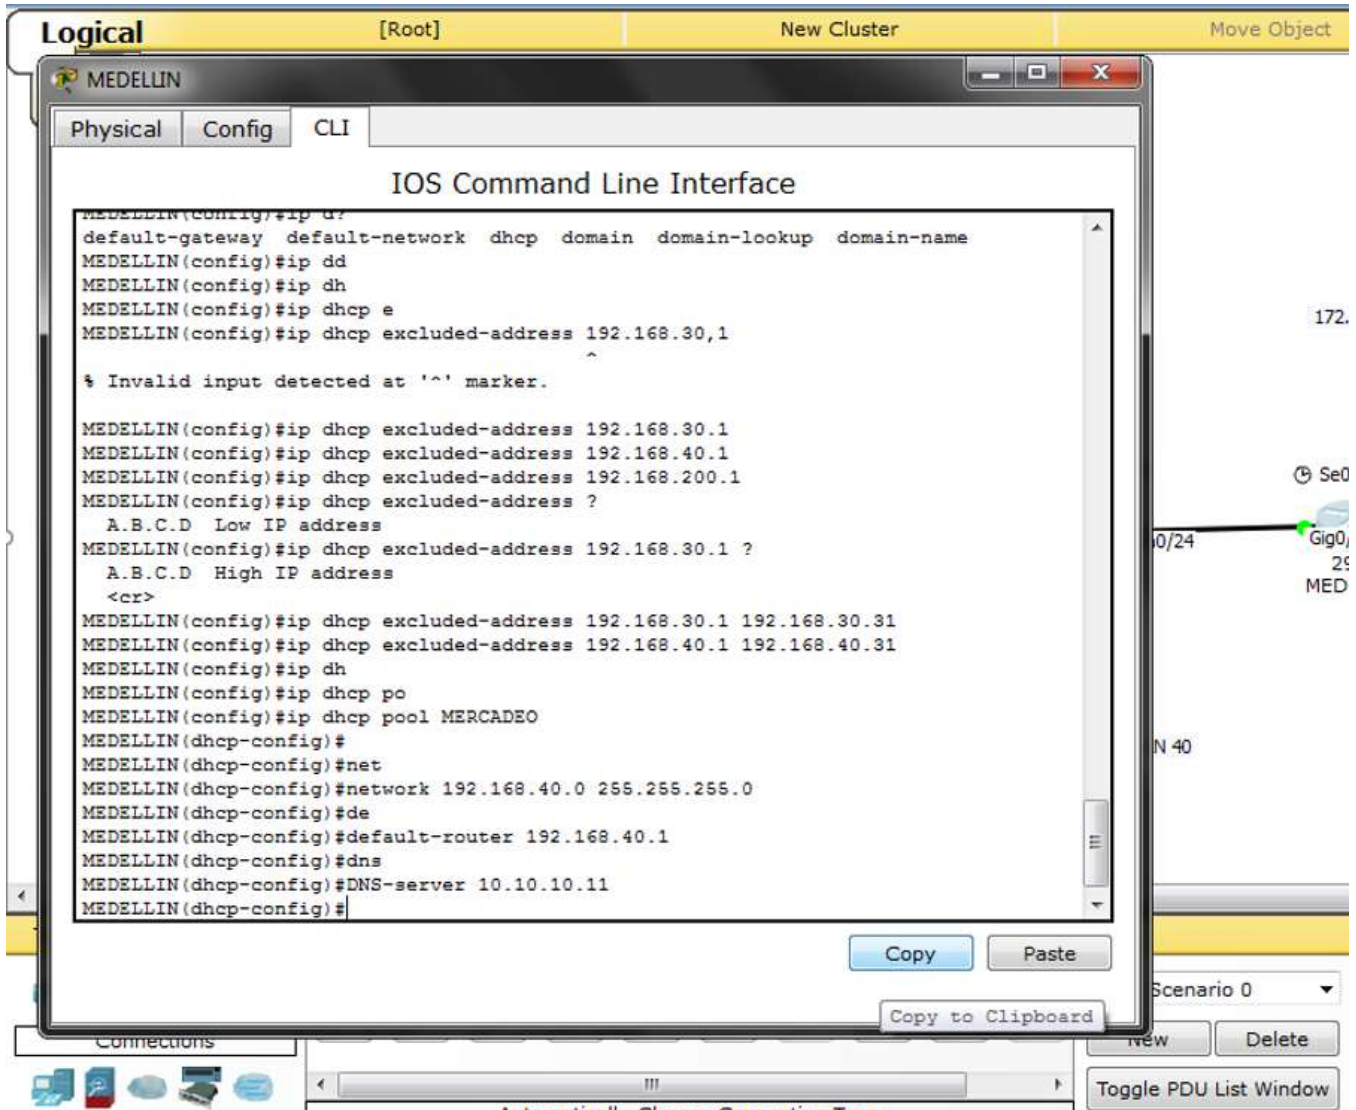 Logical [Root] New Cluster Move Object
MEDELLIN
Physical Config CLI
IOS Command Line Interface
MEDELLIN(config)#ip d?
default-gateway default-network dhcp domain domain-lookup domain-name
MEDELLIN(config)#ip dd
MEDELLIN(config)#ip dh
MEDELLIN(config)#ip dhcp e
MEDELLIN(config)#ip dhcp excluded-address 192.168.30,1
^
% Invalid input detected at '^' marker.
MEDELLIN(config)#ip dhcp excluded-address 192.168.30.1
MEDELLIN(config)#ip dhcp excluded-address 192.168.40.1
MEDELLIN(config)#ip dhcp excluded-address 192.168.200.1
MEDELLIN(config)#ip dhcp excluded-address ?
A.B.C.D Low IP address
MEDELLIN(config)#ip dhcp excluded-address 192.168.30.1 ?
A.B.C.D High IP address
<cr>
MEDELLIN(config)#ip dhcp excluded-address 192.168.30.1 192.168.30.31
MEDELLIN(config)#ip dhcp excluded-address 192.168.40.1 192.168.40.31
MEDELLIN(config)#ip dh
MEDELLIN(config)#ip dhcp po
MEDELLIN(config)#ip dhcp pool MERCADEO
MEDELLIN(dhcp-config)#
MEDELLIN(dhcp-config)#net
MEDELLIN(dhcp-config)#network 192.168.40.0 255.255.255.0
MEDELLIN(dhcp-config)#de
MEDELLIN(dhcp-config)#default-router 192.168.40.1
MEDELLIN(dhcp-config)#dns
MEDELLIN(dhcp-config)#DNS-server 10.10.10.11
MEDELLIN(dhcp-config)#
Copy Paste
Copy to Clipboard
172.
Se0
0/24
Gig0/
29
MED
N 40
Scenario 0
New Delete
Toggle PDU List Window
Connections